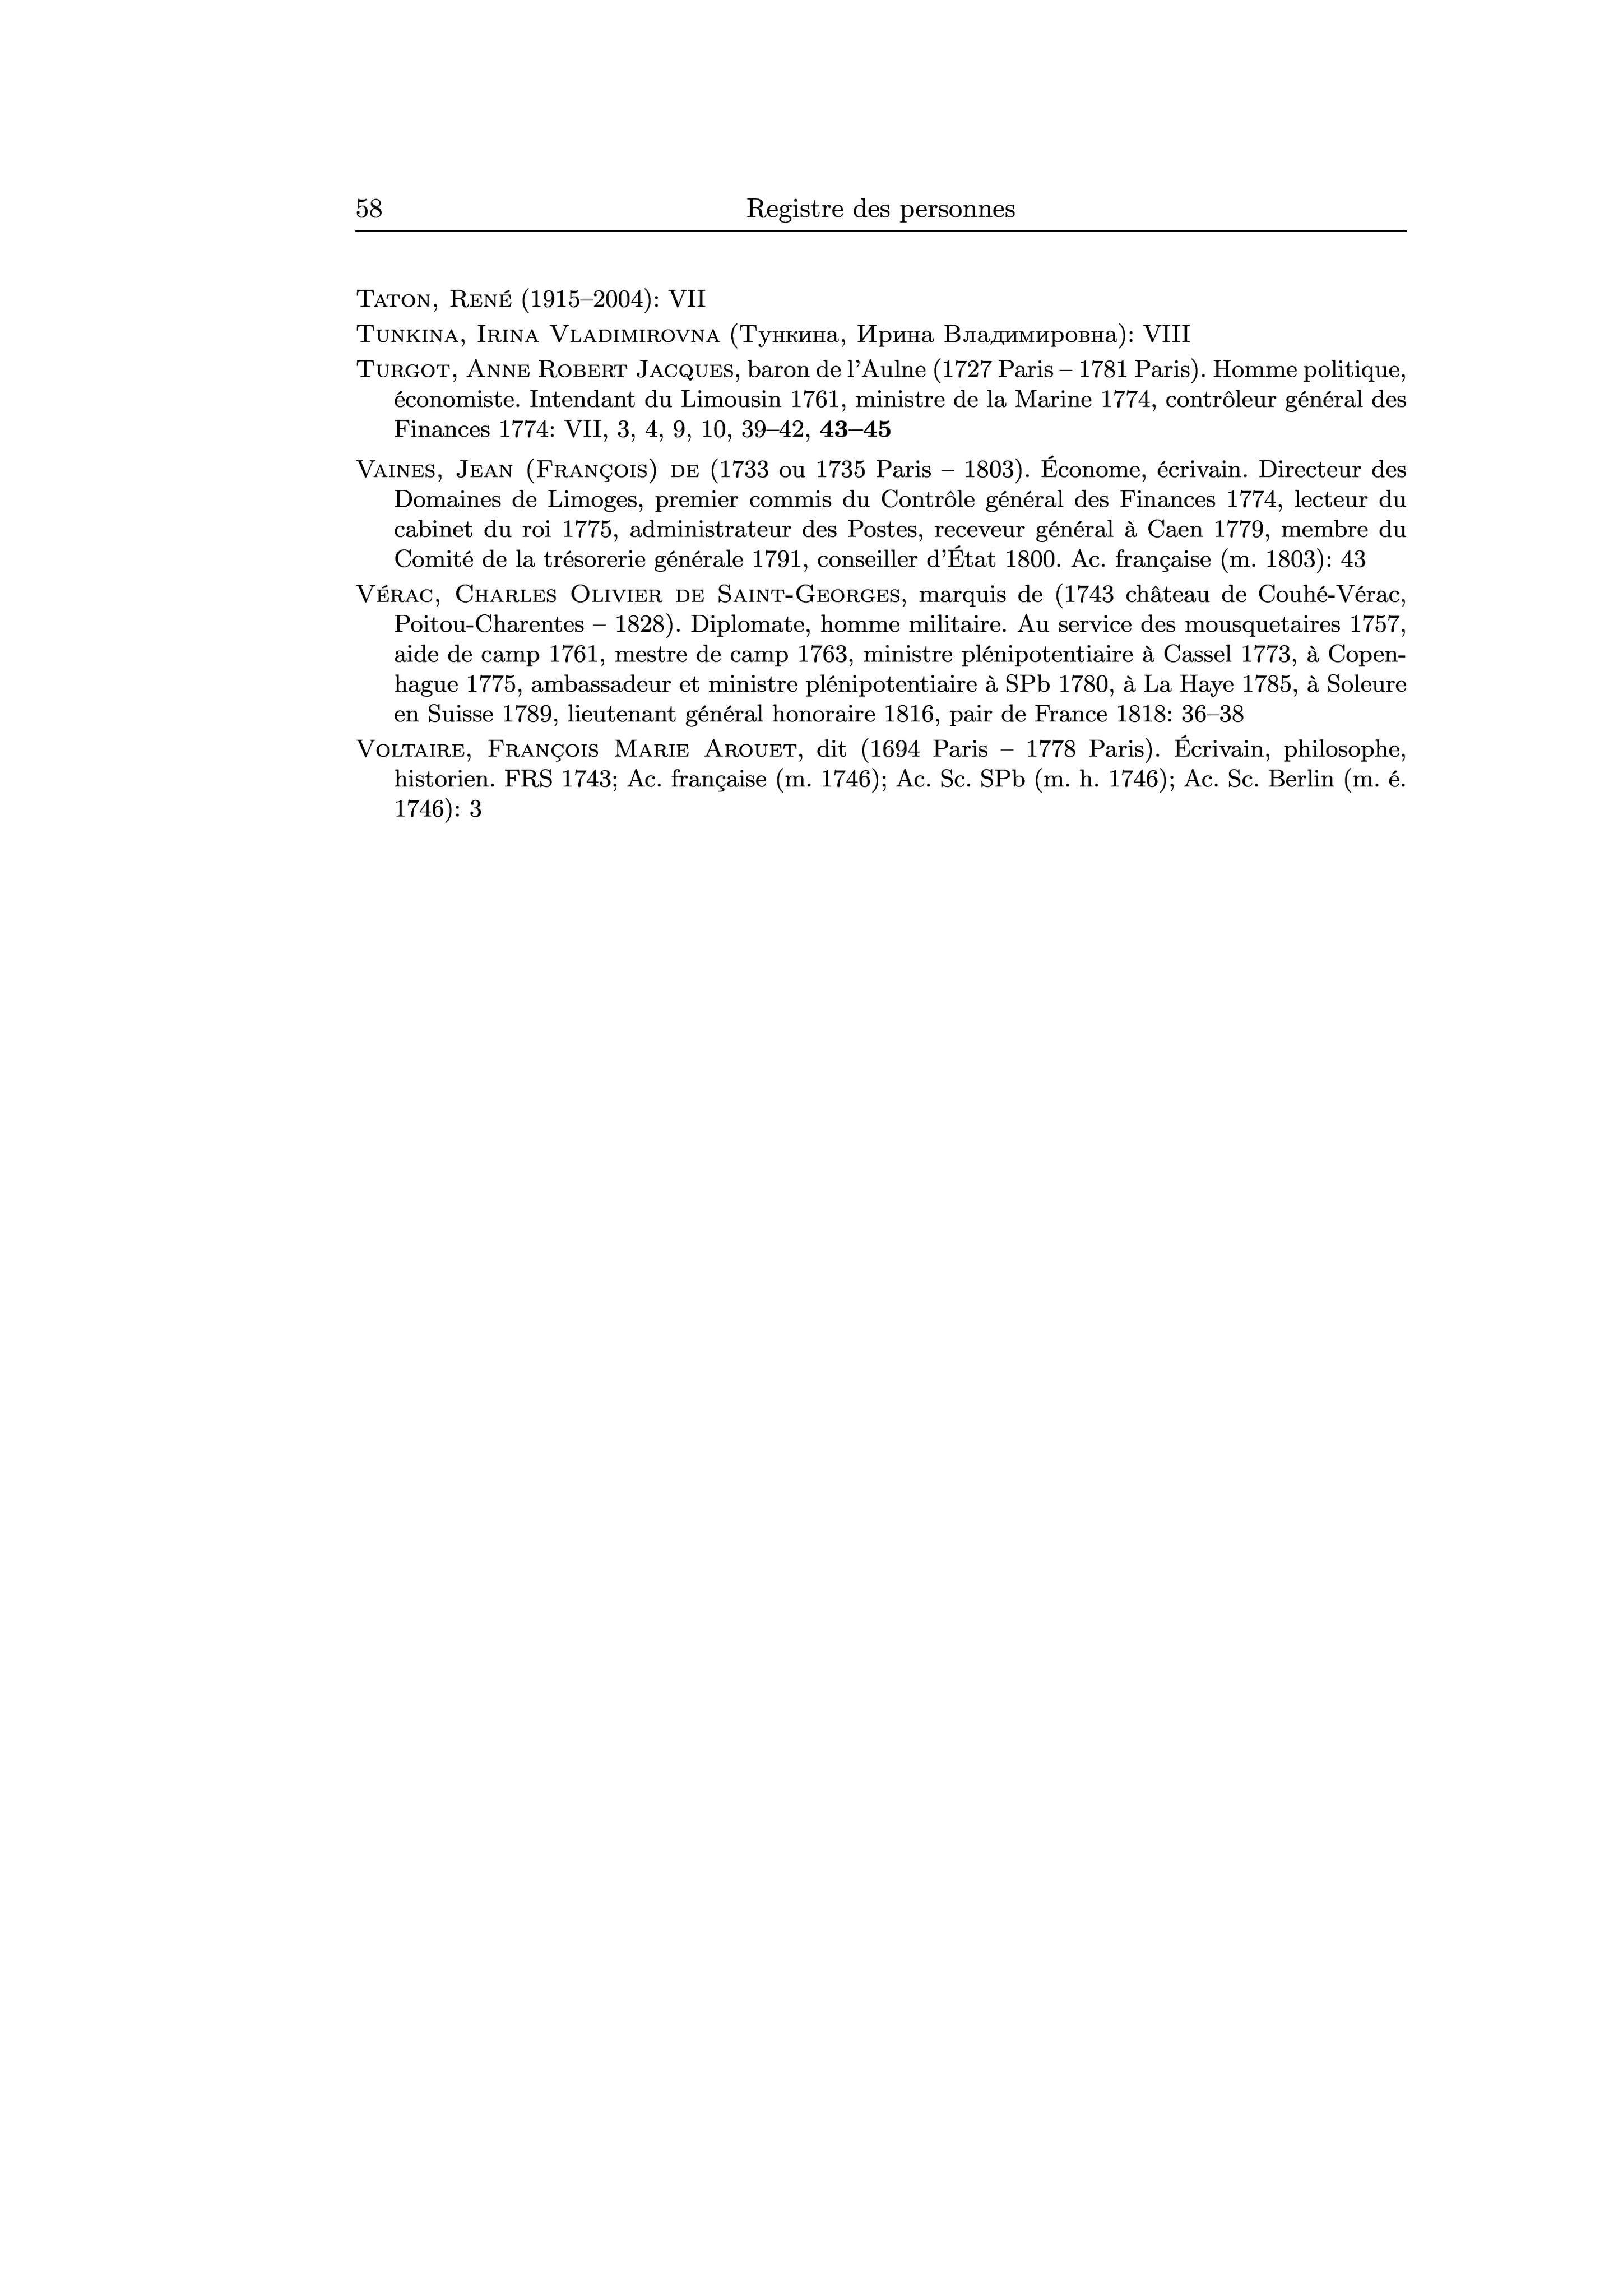 58 Registre des personnes
Taton, René (1915–2004): VII
Tunkina, Irina Vladimirovna (Тункина, Ирина Владимировна): VIII
Turgot, Anne Robert Jacques, baron de l'Aulne (1727 Paris – 1781 Paris). Homme politique,
économiste. Intendant du Limousin 1761, ministre de la Marine 1774, contrôleur général des
Finances 1774: VII, 3, 4, 9, 10, 39–42, 43–45
Vaines, Jean (François) de (1733 ou 1735 Paris – 1803). Économe, écrivain. Directeur des
Domaines de Limoges, premier commis du Contrôle général des Finances 1774, lecteur du
cabinet du roi 1775, administrateur des Postes, receveur général à Caen 1779, membre du
Comité de la trésorerie générale 1791, conseiller d'État 1800. Ac. française (m. 1803): 43
Vérac, Charles Olivier de Saint-Georges, marquis de (1743 château de Couhé-Vérac,
Poitou-Charentes – 1828). Diplomate, homme militaire. Au service des mousquetaires 1757,
aide de camp 1761, mestre de camp 1763, ministre plénipotentiaire à Cassel 1773, à Copen-
hague 1775, ambassadeur et ministre plénipotentiaire à SPb 1780, à La Haye 1785, à Soleure
en Suisse 1789, lieutenant général honoraire 1816, pair de France 1818: 36–38
Voltaire, François Marie Arouet, dit (1694 Paris – 1778 Paris). Écrivain, philosophe,
historien. FRS 1743; Ac. française (m. 1746); Ac. Sc. SPb (m. h. 1746); Ac. Sc. Berlin (m. é.
1746): 3